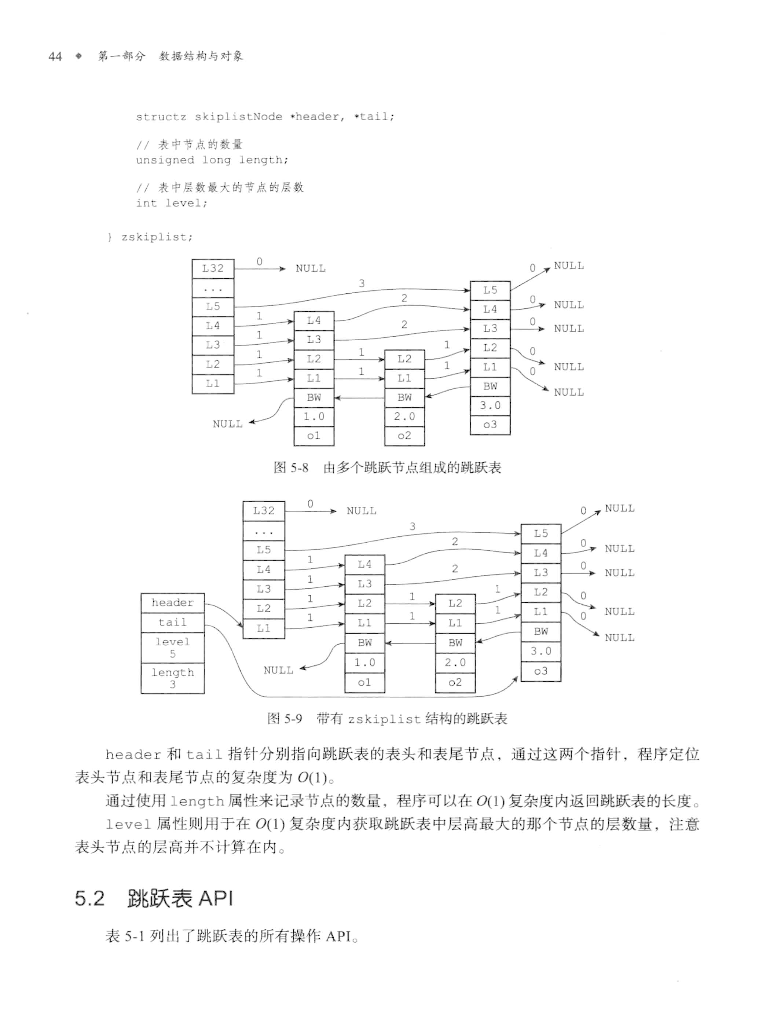 44 ◆ 第一部分 数据结构与对象
structz skiplistNode *header, *tail;
// 表中节点的数量
unsigned long length;
// 表中层数最大的节点的层数
int level;
} zskiplist;
L32 0 NULL 0 NULL
... 3 L5
L5 2 L4 0 NULL
L4 1 L4 2 L3 0 NULL
L3 1 L3 1 L2 0
L2 1 L2 1 L2 1 L1 0 NULL
L1 1 L1 1 L1 BW NULL
BW BW 3.0
NULL 1.0 2.0 o3
o1 o2
图 5-8 由多个跳跃节点组成的跳跃表
L32 0 NULL 0 NULL
... 3 L5
L5 2 L4 0 NULL
L4 1 L4 2 L3 0 NULL
L3 1 L3 1 L2 0
header L2 1 L2 1 L2 1 L1 0 NULL
tail L1 1 L1 1 L1 BW NULL
level BW BW 3.0
5
length NULL 1.0 2.0 o3
3 o1 o2
图 5-9 带有 zskiplist 结构的跳跃表
header 和 tail 指针分别指向跳跃表的表头和表尾节点，通过这两个指针，程序定位
表头节点和表尾节点的复杂度为 O(1)。
通过使用 length 属性来记录节点的数量，程序可以在 O(1) 复杂度内返回跳跃表的长度。
level 属性则用于在 O(1) 复杂度内获取跳跃表中层高最大的那个节点的层数量，注意
表头节点的层高并不计算在内。
5.2 跳跃表 API
表 5-1 列出了跳跃表的所有操作 API。